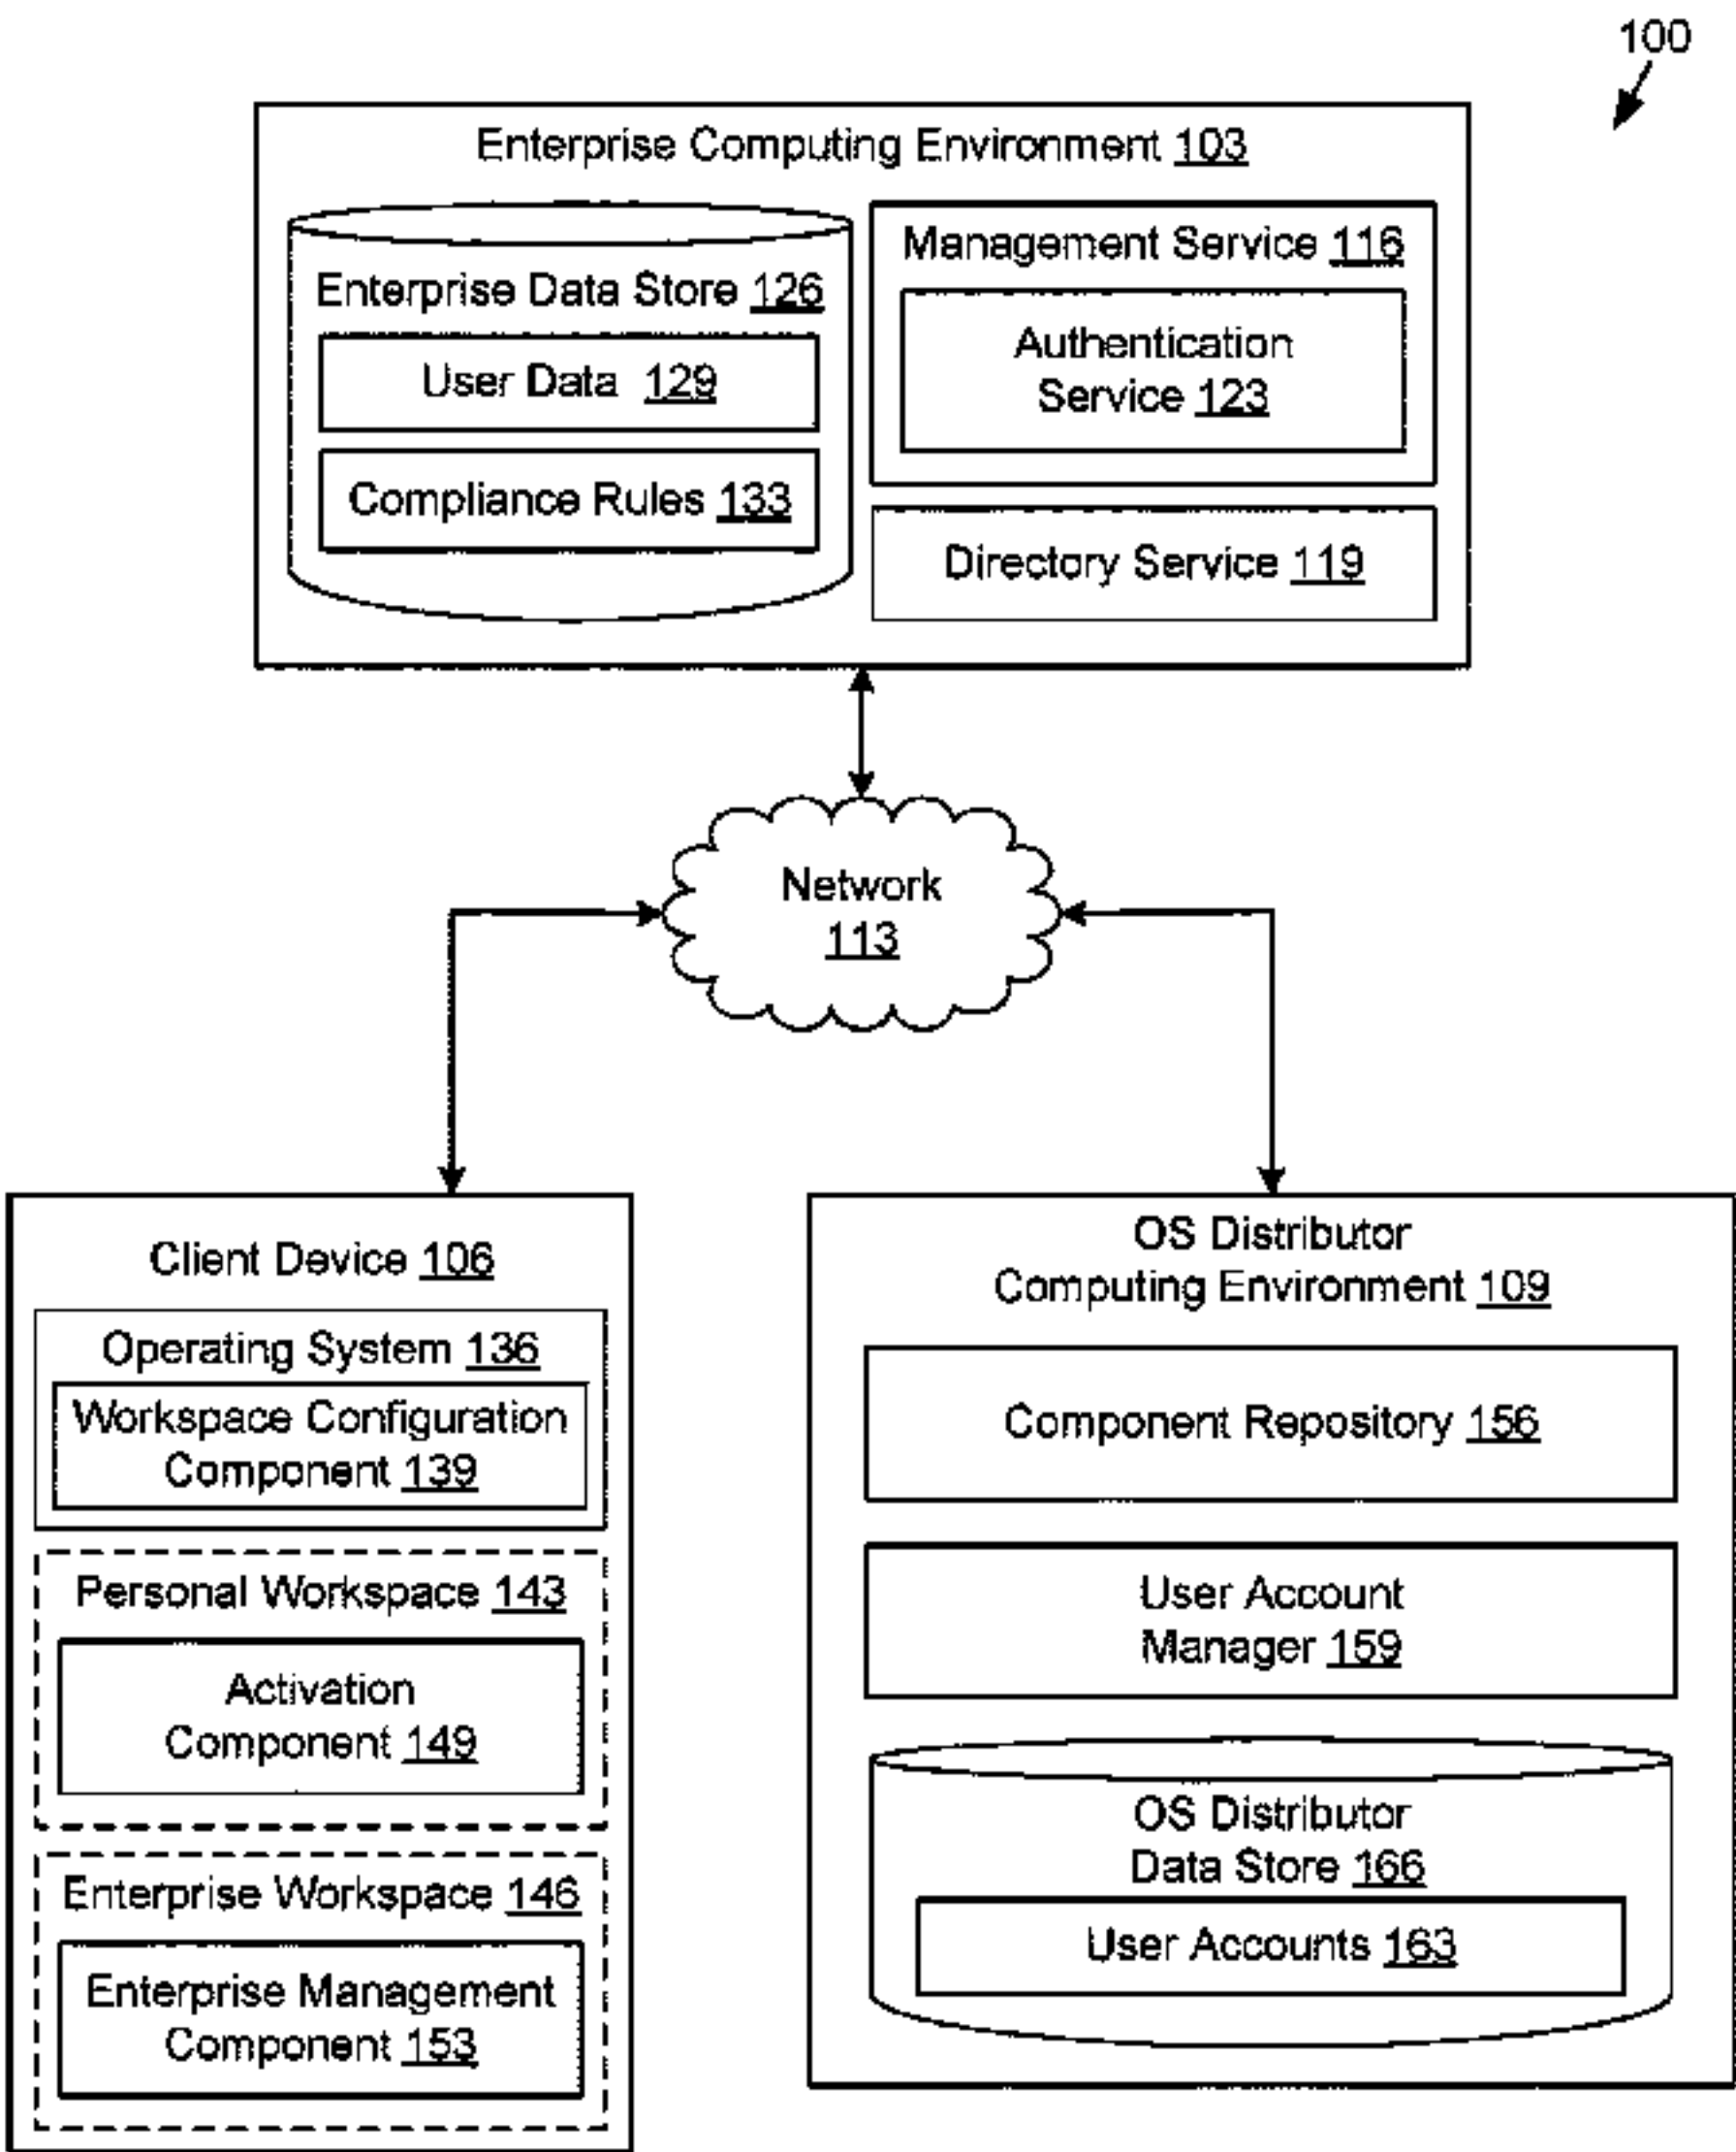 100
Enterprise Computing Environment 103
Enterprise Data Store 126
User Data 129
Compliance Rules 133
Management Service 116
Authentication
Service 123
Directory Service 119
Network
113
Client Device 106
Operating System 136
Workspace Configuration
Component 139
Personal Workspace 143
Activation
Component 149
Enterprise Workspace 146
Enterprise Management
Component 153
OS Distributor
Computing Environment 109
Component Repository 156
User Account
Manager 159
OS Distributor
Data Store 166
User Accounts 163